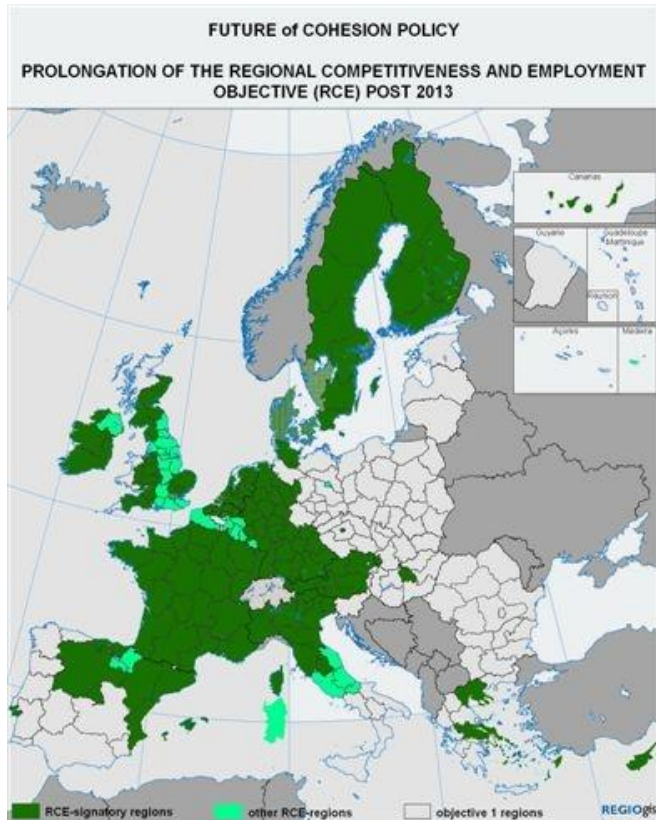 FUTURE of COHESION POLICY
PROLONGATION OF THE REGIONAL COMPETITIVENESS AND EMPLOYMENT
OBJECTIVE (RCE) POST 2013
Canarias
Guyane
Guadeloupe
Martinique
Réunion
Açores
Madeira
RCE-signatory regions
other RCE-regions
objective 1 regions
REGIOgis